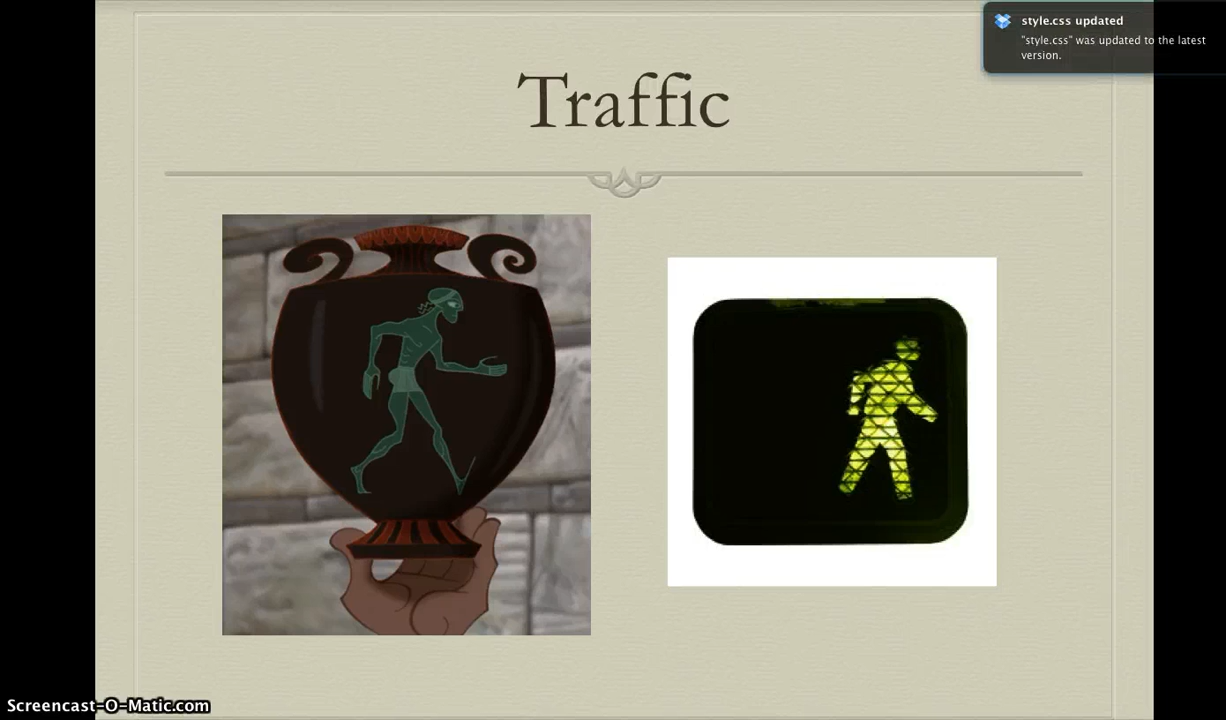 style.css updated
"style.css" was updated to the latest
version.
Traffic
Screencast-O-Matic.com